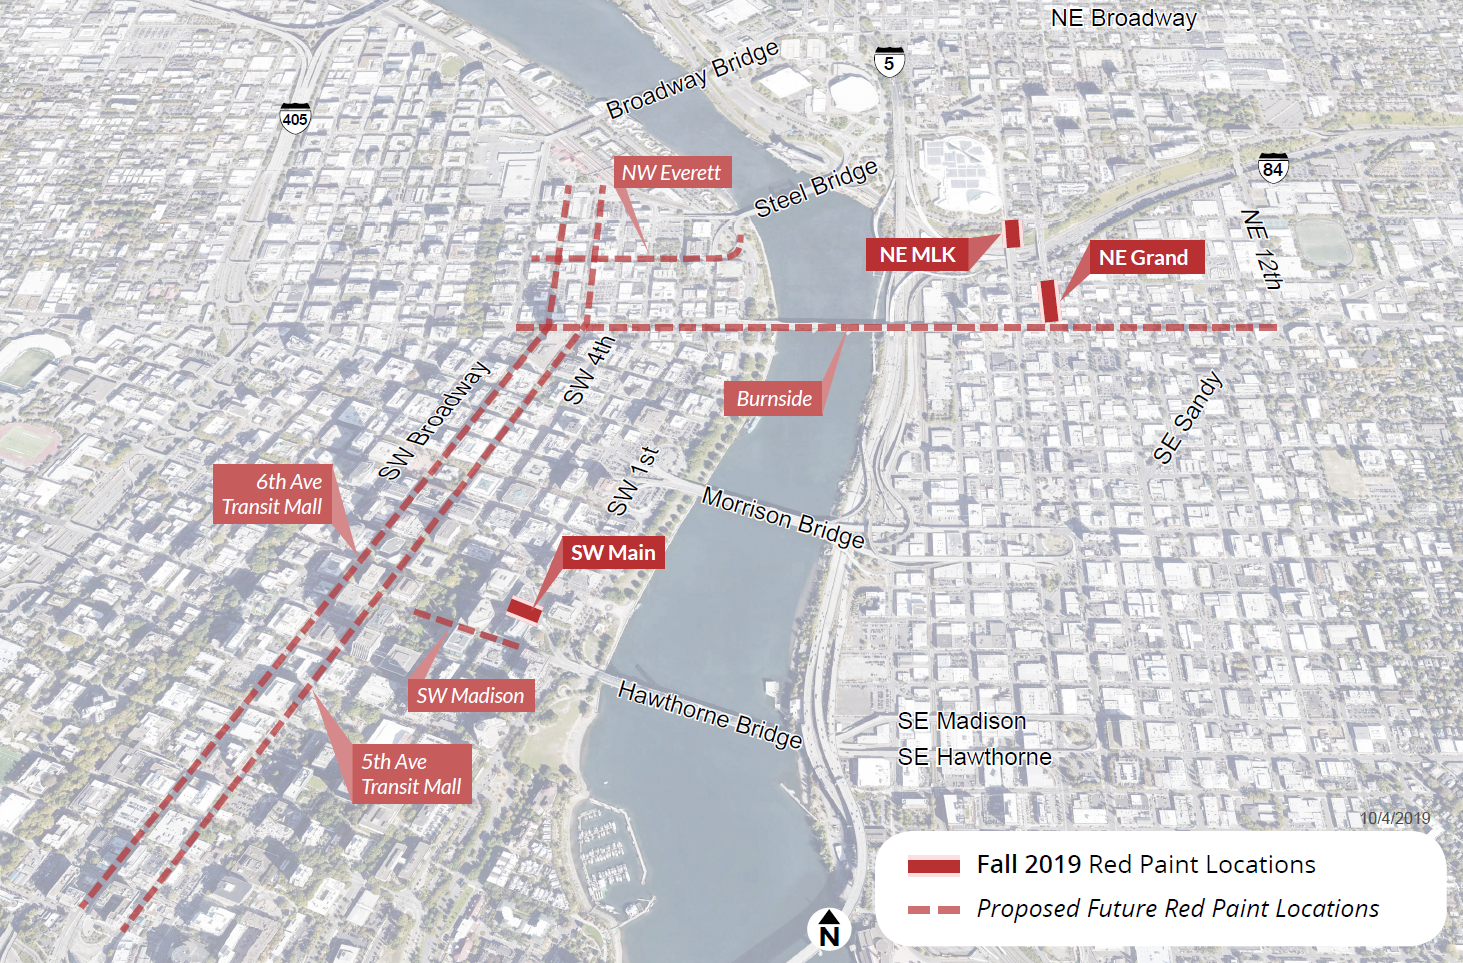 NE Broadway
Broadway Bridge
5
405
NW Everett
84
Steel Bridge
NE 12th
NE MLK
NE Grand
SW 4th
SW Broadway
Burnside
SE Sandy
6th Ave
Transit Mall
SW 1st
Morrison Bridge
SW Main
SW Madison
Hawthorne Bridge
SE Madison
SE Hawthorne
5th Ave
Transit Mall
10/4/2019
Fall 2019 Red Paint Locations
Proposed Future Red Paint Locations
N